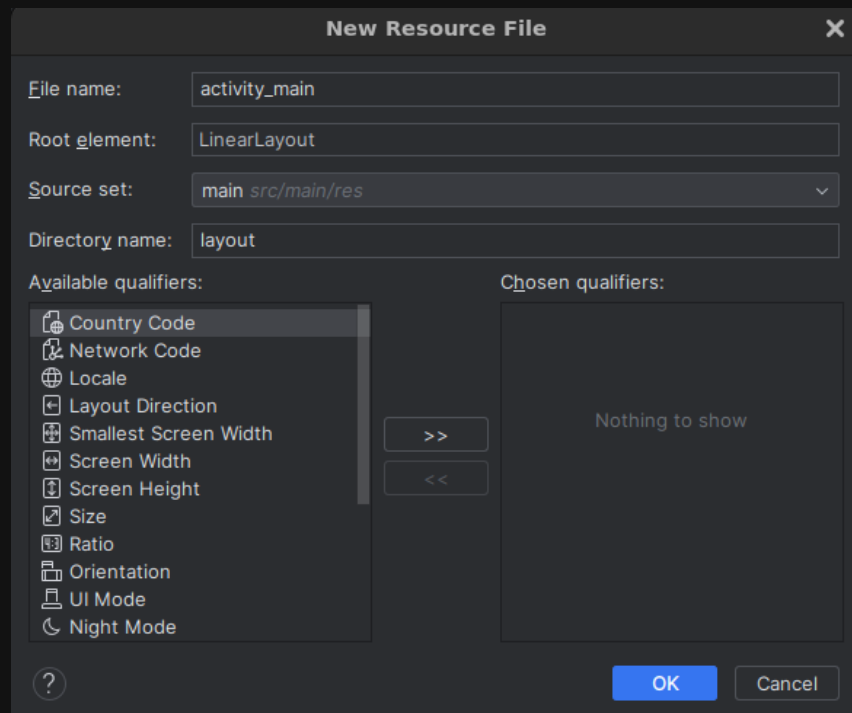 New Resource File
File name: activity_main
Root element: LinearLayout
Source set: main src/main/res
Directory name: layout
Available qualifiers:
Chosen qualifiers:
Country Code
Network Code
Locale
Layout Direction
Smallest Screen Width
Screen Width
Screen Height
Size
Ratio
Orientation
UI Mode
Night Mode
>>
<<
Nothing to show
?
OK
Cancel